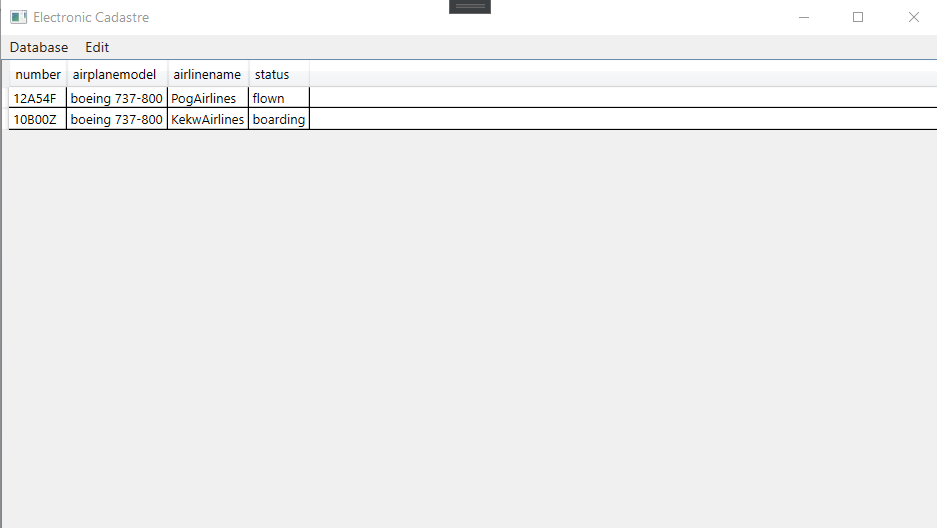 Electronic Cadastre
Database Edit
number airplanemodel airlinename status
12A54F boeing 737-800 PogAirlines flown
10B00Z boeing 737-800 KekwAirlines boarding